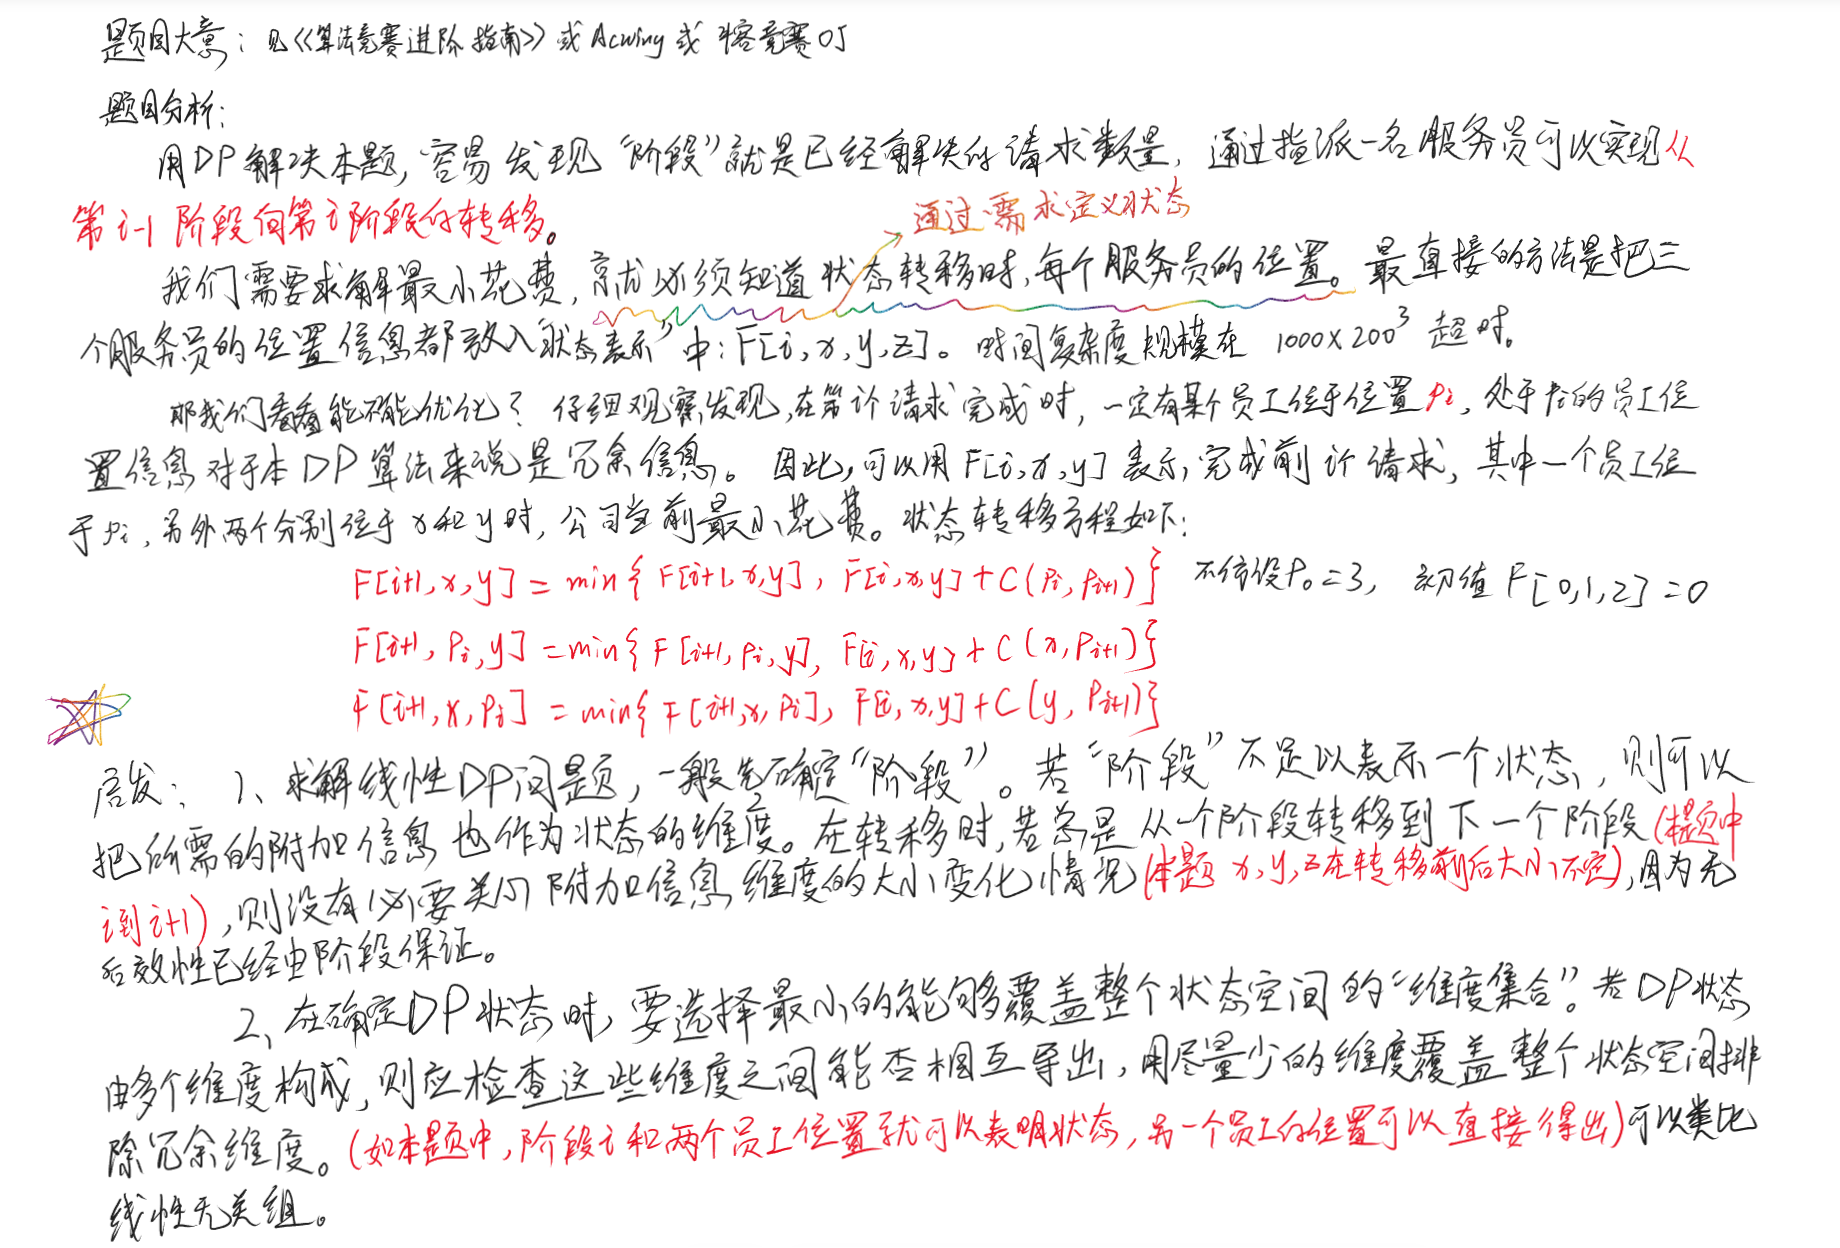 题目大意：见《算法竞赛进阶指南》或Acwing或 竞赛OJ
题目分析：
用DP解决本题，容易发现“阶段”就是已经解决的请求数量，通过指派一名服务员可以实现从
第i-1阶段向第i阶段的转移。
通过需求定义状态
我们需要求解最小花费，就必须知道状态转移时，每个服务员的位置。最直接的方法是把三
个服务员的位置信息都放入“状态表示”中：F[i,x,y,z]。时间复杂度规模在 1000×200³ 超时。
那我们看看能不能优化？仔细观察发现，在第i个请求完成时，一定有某个员工位于位置Pi，处于Pi的员工位
置信息对于本DP算法来说是冗余信息。因此，可以用F[i,x,y]表示，完成前i个请求，其中一个员工位
于Pi，另外两个分别位于x和y时，公司当前最小花费。状态转移方程如下：
F[i+1,x,y] = min{ F[i+1,x,y], F[i,x,y]+C(Pi,Pi+1)} 不妨设P₀=3，初值F[0,1,2]=0
F[i+1,Pi,y] =min{ F[i+1,Pi,y], F[i,x,y]+C(x,Pi+1)}
F[i+1,x,Pi] =min{ F[i+1,x,Pi], F[i,x,y]+C(y,Pi+1)}
启发：1、求解线性DP问题，一般先确定“阶段”。若“阶段”不足以表示一个状态，则可以
把所需的附加信息也作为状态的维度。在转移时，若总是从一个阶段转移到下一个阶段(本题中
i到i+1)，则没有必要关心附加信息维度的大小变化情况(本题x,y,z在转移前后大小不定)，因为无
后效性已经由阶段保证。
2、在确定DP状态时，要选择最小的能够覆盖整个状态空间的“维度集合”。若DP状态
由多个维度构成，则应检查这些维度之间能否相互导出，用尽量少的维度覆盖整个状态空间排
除冗余维度。(如本题中，阶段i和两个员工位置就可以表明状态，另一个员工的位置可以直接得出)可以类比
线性无关组。